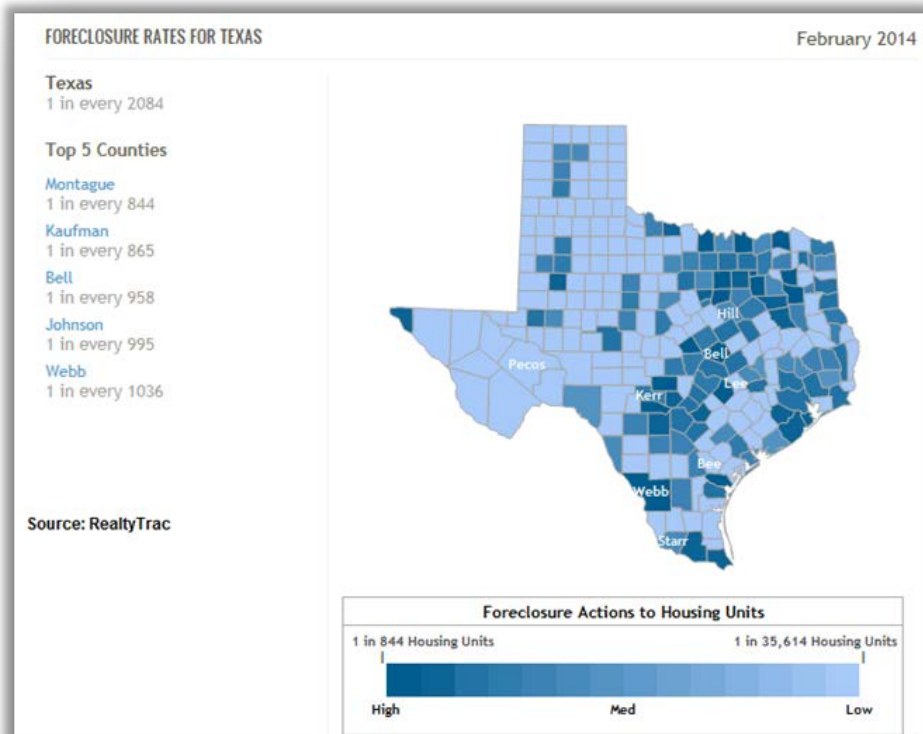 FORECLOSURE RATES FOR TEXAS
February 2014
Texas
1 in every 2084
Top 5 Counties
Montague
1 in every 844
Kaufman
1 in every 865
Bell
1 in every 958
Johnson
1 in every 995
Webb
1 in every 1036
Source: RealtyTrac
Hill
Bell
Pecos
Lee
Kerr
Bee
Webb
Starr
Foreclosure Actions to Housing Units
1 in 844 Housing Units
1 in 35,614 Housing Units
High
Med
Low